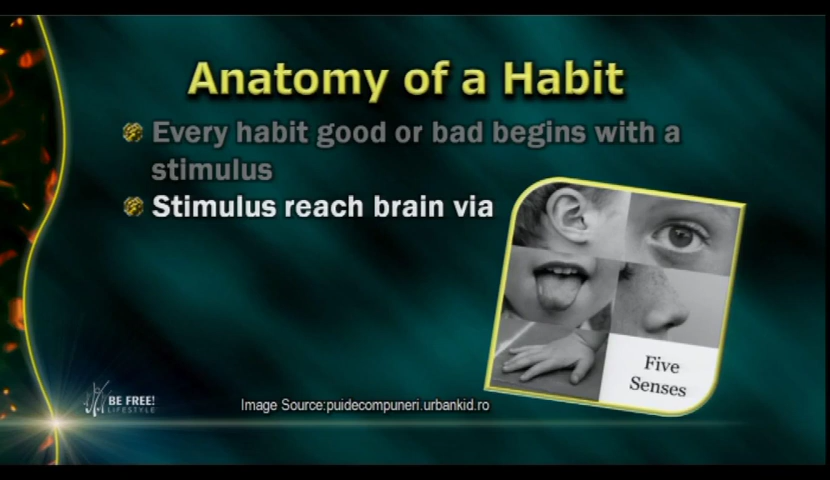 Anatomy of a Habit
Every habit good or bad begins with a
stimulus
Stimulus reach brain via
Five
Senses
BE FREE!
LIFESTYLE
Image Source:puidecompuneri.urbankid.ro